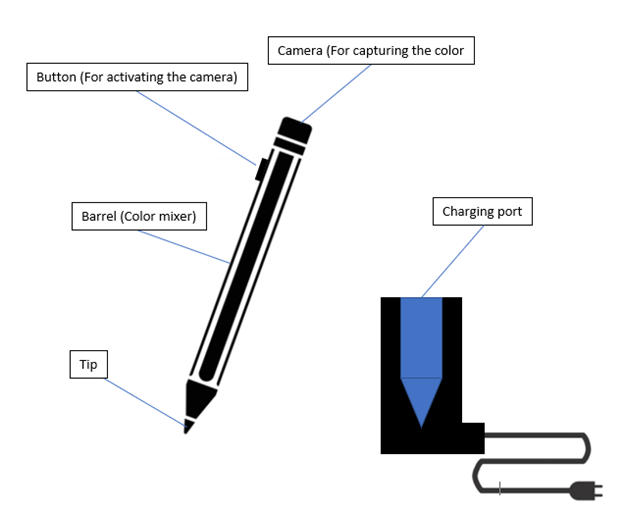 Camera (For capturing the color
Button (For activating the camera)
Barrel (Color mixer)
Charging port
Tip